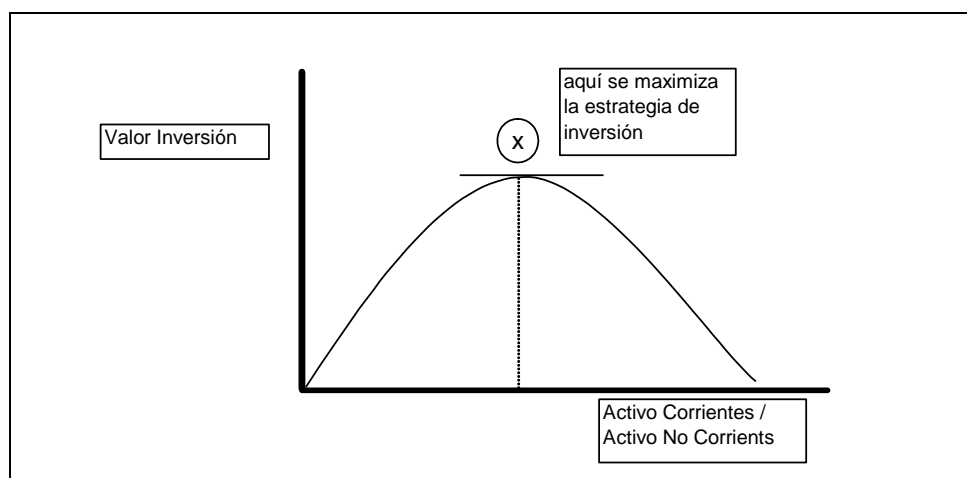 aquí se maximiza
la estrategia de
inversión
Valor Inversión
x
Activo Corrientes /
Activo No Corrients